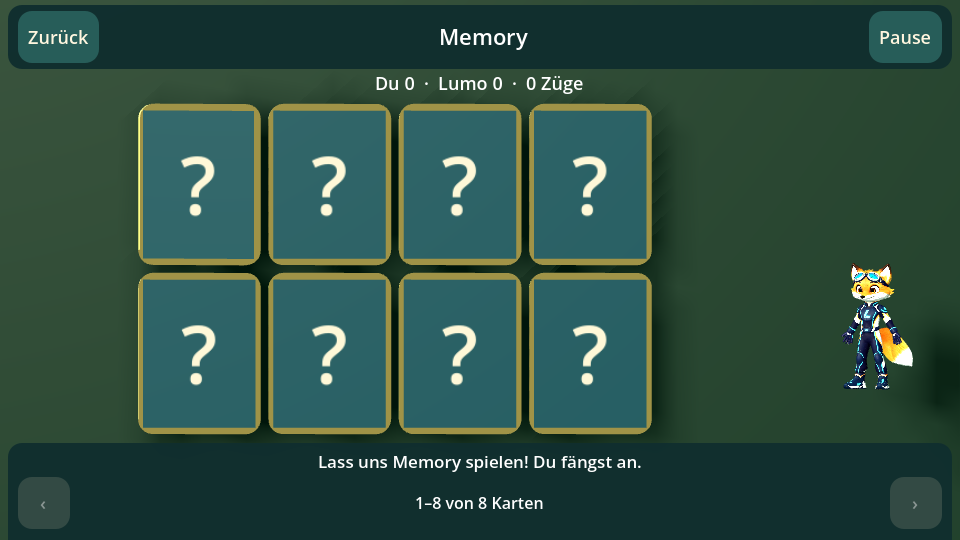 Zurück
Memory
Pause
Du 0 · Lumo 0 · 0 Züge
? ? ? ?
? ? ? ?
Lass uns Memory spielen! Du fängst an.
‹
1–8 von 8 Karten
›